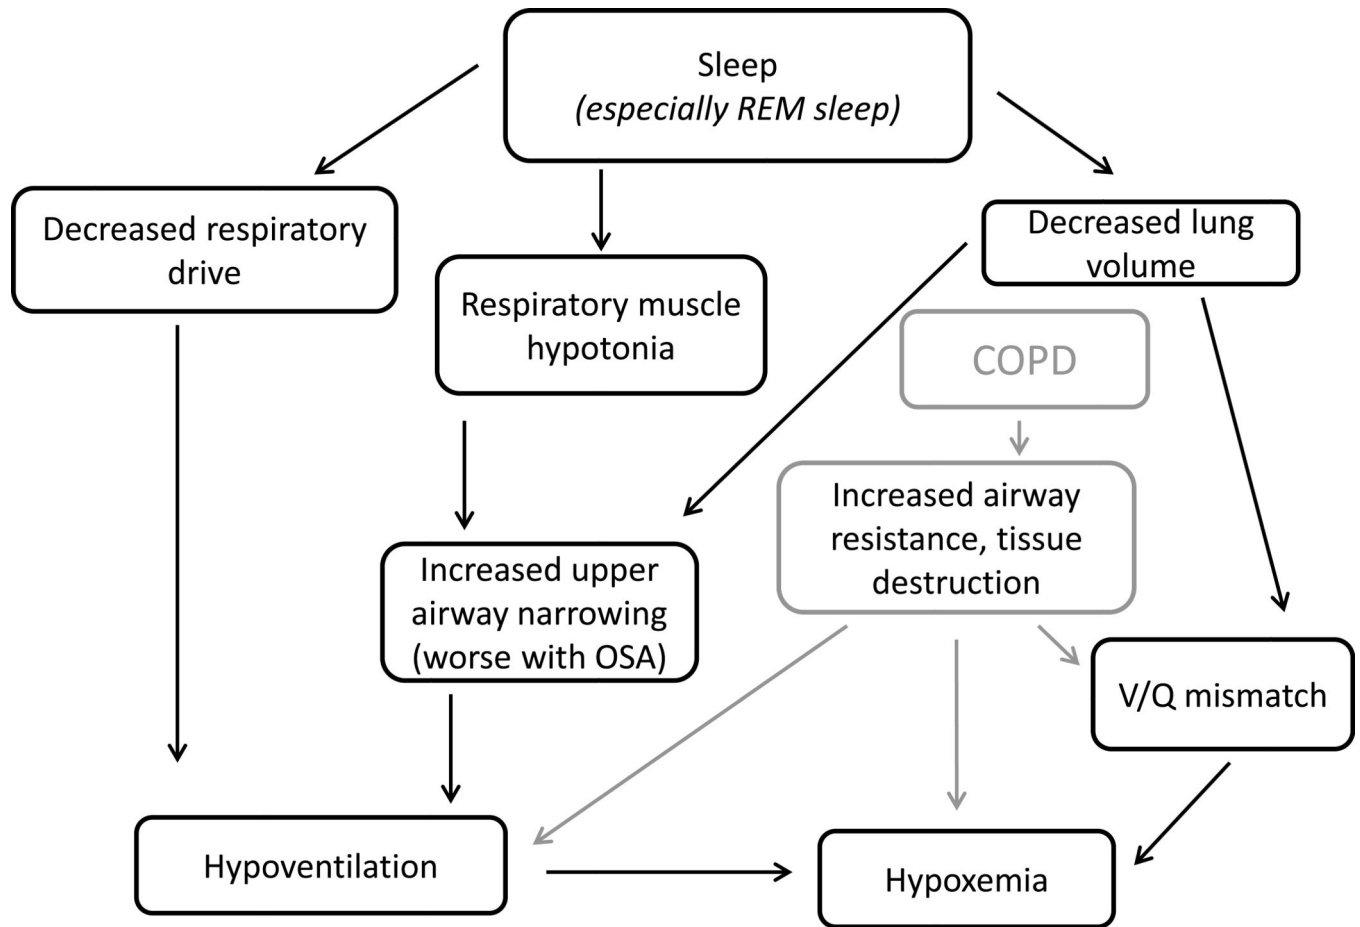 Sleep
(especially REM sleep)
Decreased respiratory
drive
Decreased lung
volume
Respiratory muscle
hypotonia
COPD
Increased airway
resistance, tissue
destruction
Increased upper
airway narrowing
(worse with OSA)
V/Q mismatch
Hypoventilation
Hypoxemia